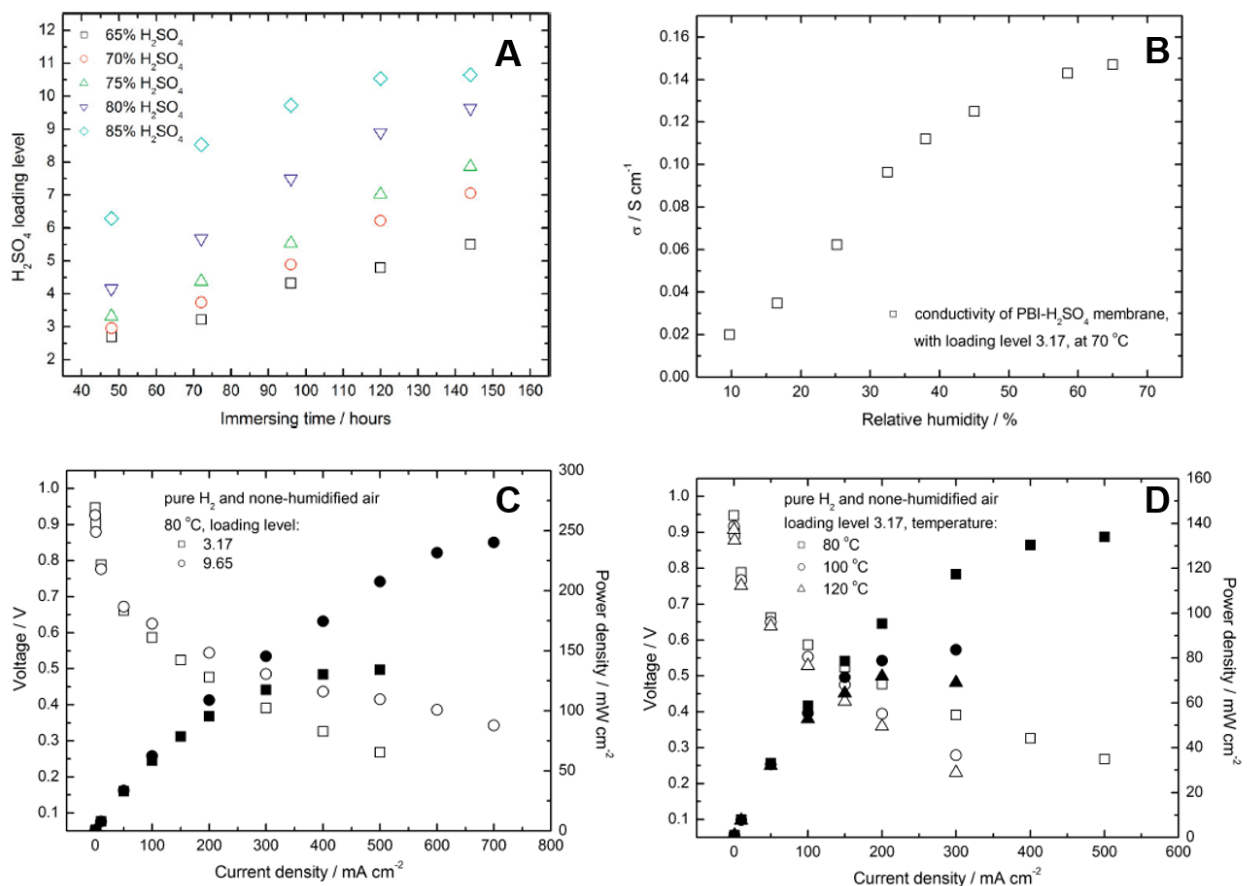 A
65% H₂SO₄
70% H₂SO₄
75% H₂SO₄
80% H₂SO₄
85% H₂SO₄
12
11
10
9
8
7
6
5
4
3
2
H₂SO₄ loading level
40 50 60 70 80 90 100 110 120 130 140 150 160
Immersing time / hours
B
0.16
0.14
0.12
0.10
0.08
0.06
0.04
0.02
0.00
σ / S cm⁻¹
conductivity of PBI-H₂SO₄ membrane,
with loading level 3.17, at 70 °C
10 20 30 40 50 60 70
Relative humidity / %
C
pure H₂ and none-humidified air
80 °C, loading level:
3.17
9.65
1.0
0.9
0.8
0.7
0.6
0.5
0.4
0.3
0.2
0.1
Voltage / V
300
250
200
150
100
50
0
Power density / mW cm⁻²
0 100 200 300 400 500 600 700 800
Current density / mA cm⁻²
D
pure H₂ and none-humidified air
loading level 3.17, temperature:
80 °C
100 °C
120 °C
1.0
0.9
0.8
0.7
0.6
0.5
0.4
0.3
0.2
0.1
Voltage / V
160
140
120
100
80
60
40
20
0
Power density / mW cm⁻²
0 100 200 300 400 500 600
Current density / mA cm⁻²